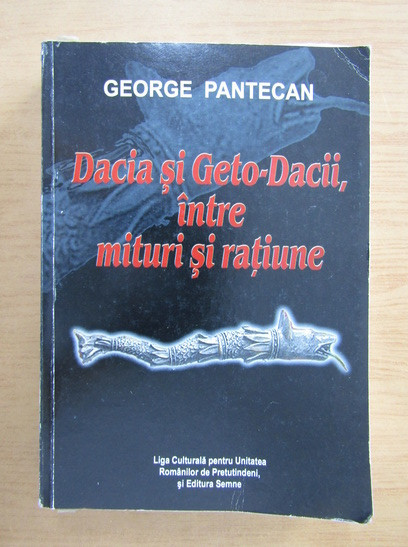 GEORGE PANTECAN
Dacia şi Geto-Dacii,
între
mituri şi raţiune
Liga Culturală pentru Unitatea
Românilor de Pretutindeni,
şi Editura Semne